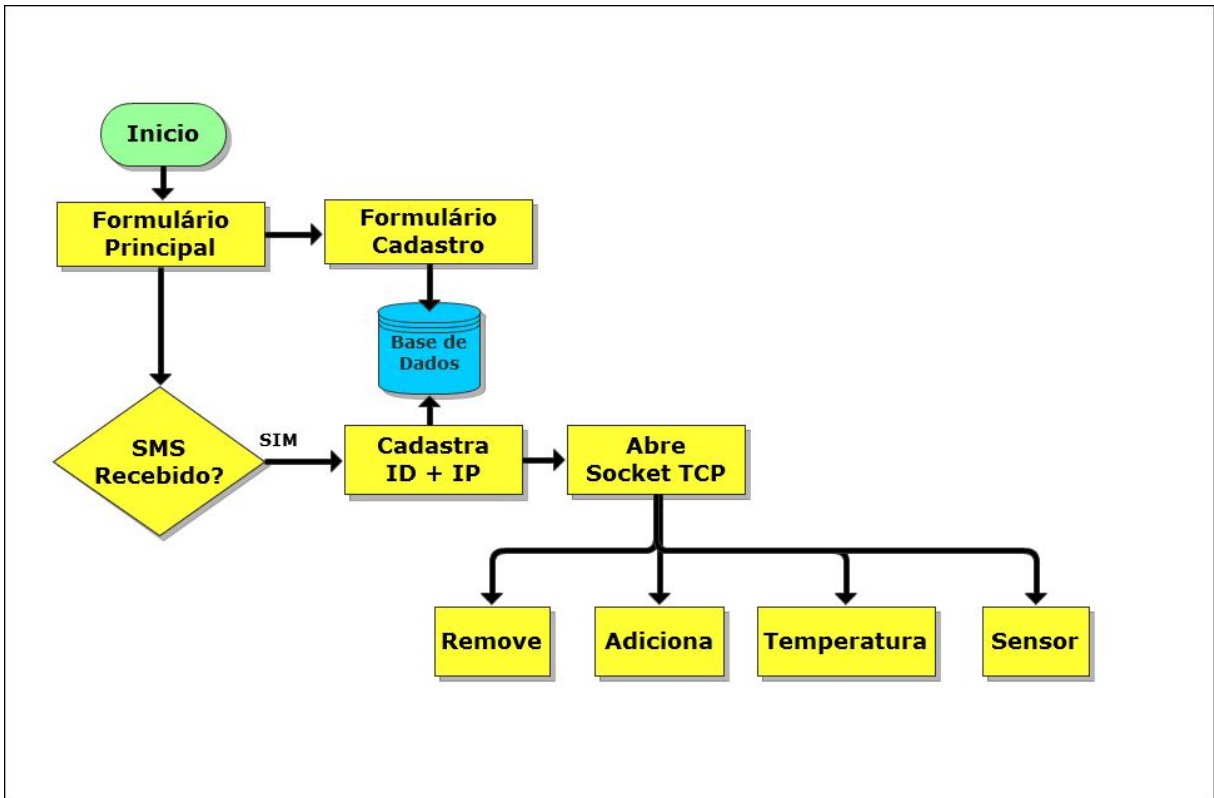 Inicio
Formulário
Principal
Formulário
Cadastro
Base de
Dados
SMS
Recebido?
SIM
Cadastra
ID + IP
Abre
Socket TCP
Remove
Adiciona
Temperatura
Sensor